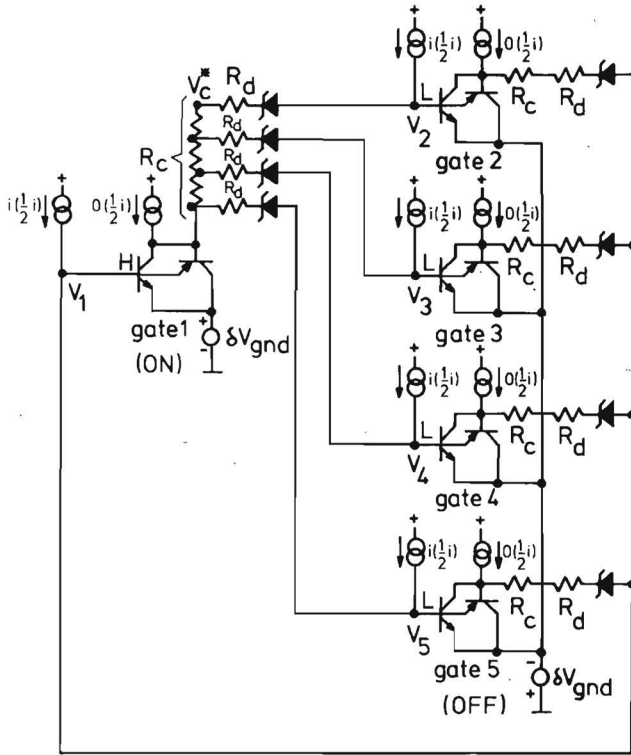 + +
i(½i) 0(½i)
V_c* R_d L R_c R_d
V_2 gate 2
R_d
R_c R_d
R_d
+ +
i(½i) 0(½i)
L R_c R_d
V_3 gate 3
+ +
i(½i) 0(½i)
H
V_1 gate1
(ON)
+
-
δV_gnd
+ +
i(½i) 0(½i)
L R_c R_d
V_4 gate 4
+ +
i(½i) 0(½i)
L R_c R_d
V_5 gate 5
(OFF)
-
+
δV_gnd